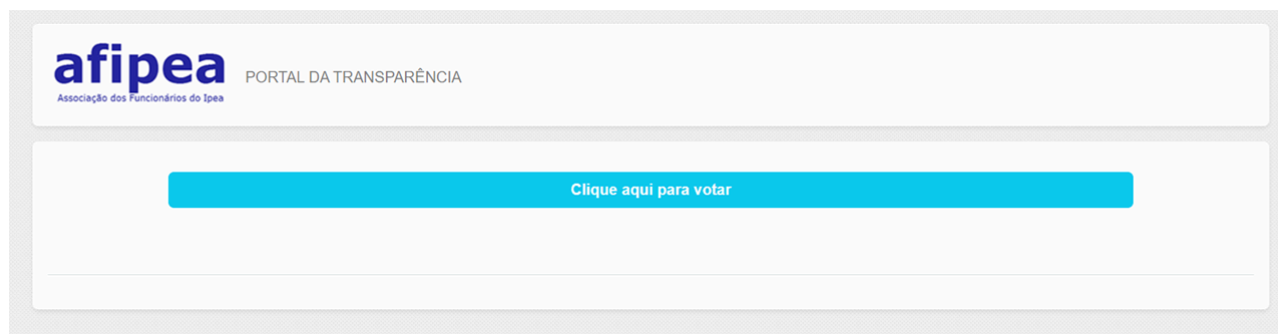 afipea
Associação dos Funcionários do Ipea
PORTAL DA TRANSPARÊNCIA
Clique aqui para votar